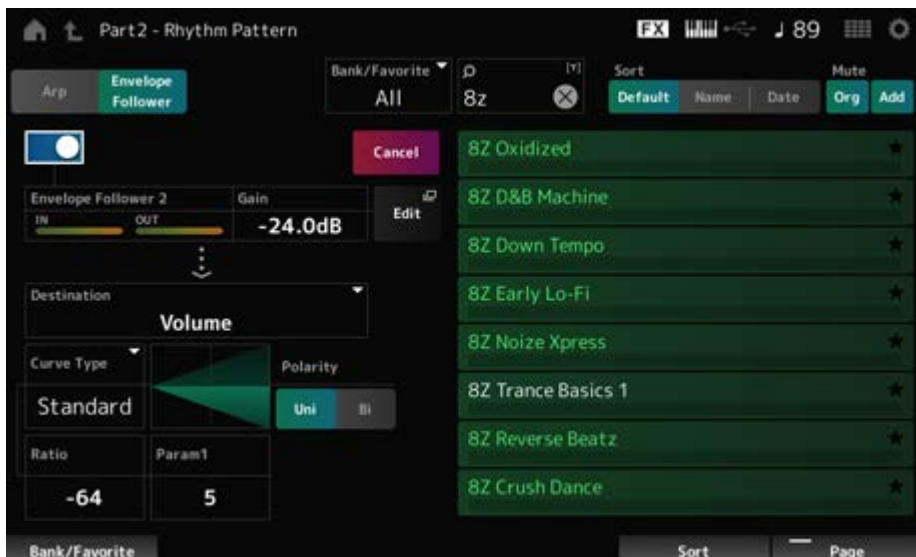 Part2 - Rhythm Pattern
FX
♩ 89
Arp
Envelope
Follower
Bank/Favorite
All
[Y]
8z
Sort
Default Name Date
Mute
Org Add
Cancel
Envelope Follower 2
IN OUT
Gain
-24.0dB
Edit
Destination
Volume
Curve Type
Standard
Polarity
Uni Bi
Ratio
-64
Param1
5
8Z Oxidized
8Z D&B Machine
8Z Down Tempo
8Z Early Lo-Fi
8Z Noize Xpress
8Z Trance Basics 1
8Z Reverse Beatz
8Z Crush Dance
Bank/Favorite
Sort
Page